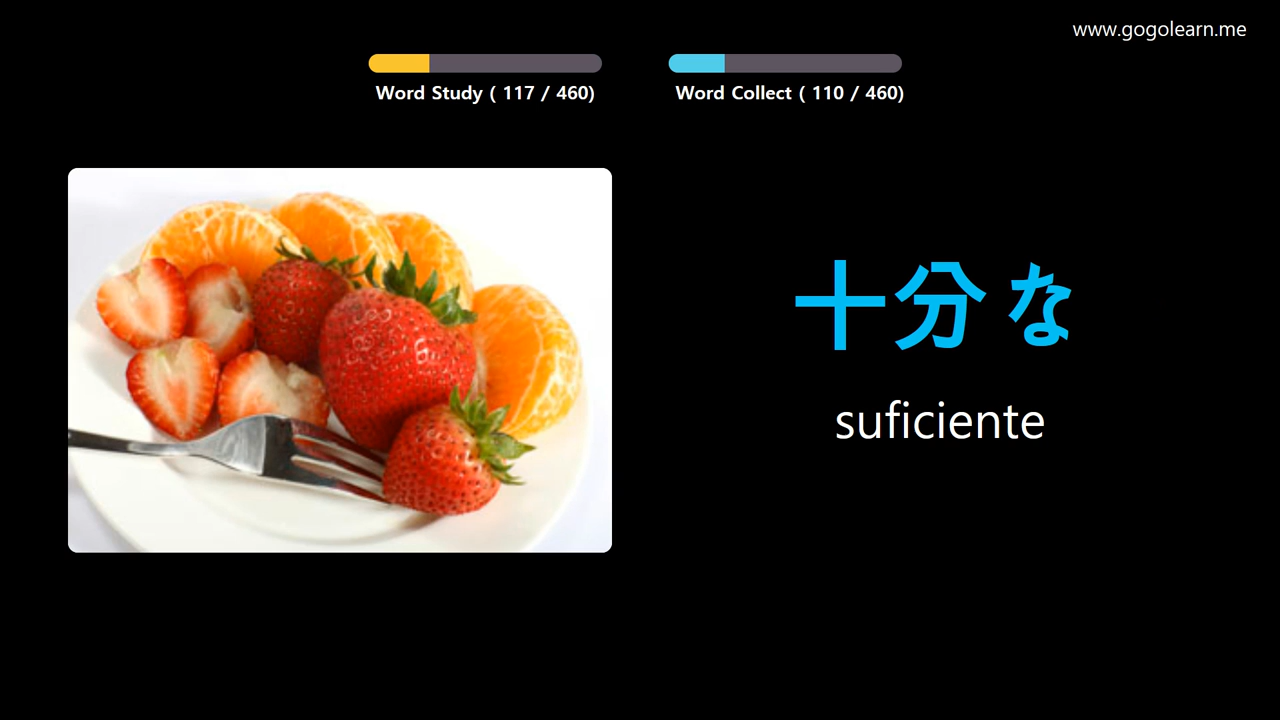 www.gogolearn.me
Word Study ( 117 / 460)
Word Collect ( 110 / 460)
十分な
suficiente